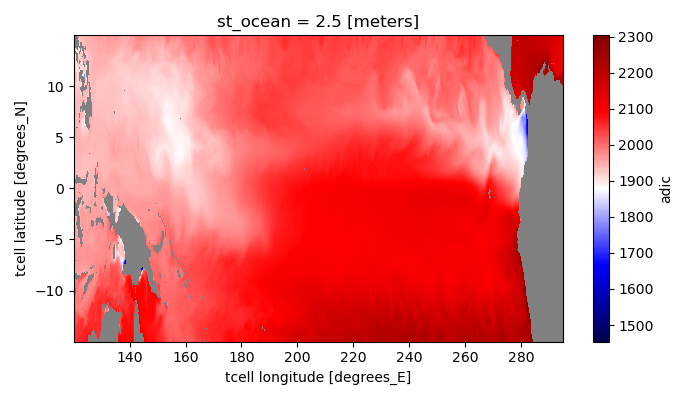 st_ocean = 2.5 [meters]
tcell latitude [degrees_N]
10
5
0
−5
−10
140 160 180 200 220 240 260 280
tcell longitude [degrees_E]
2300
2200
2100
2000
1900
1800
1700
1600
1500
adic